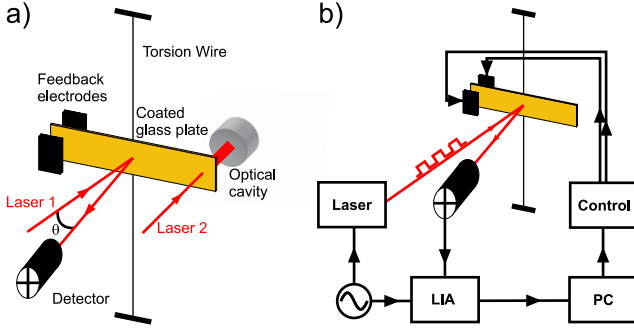 a)
Torsion Wire
Feedback
electrodes
Coated
glass plate
Optical
cavity
Laser 1
θ
Laser 2
Detector
b)
Laser
Control
LIA
PC